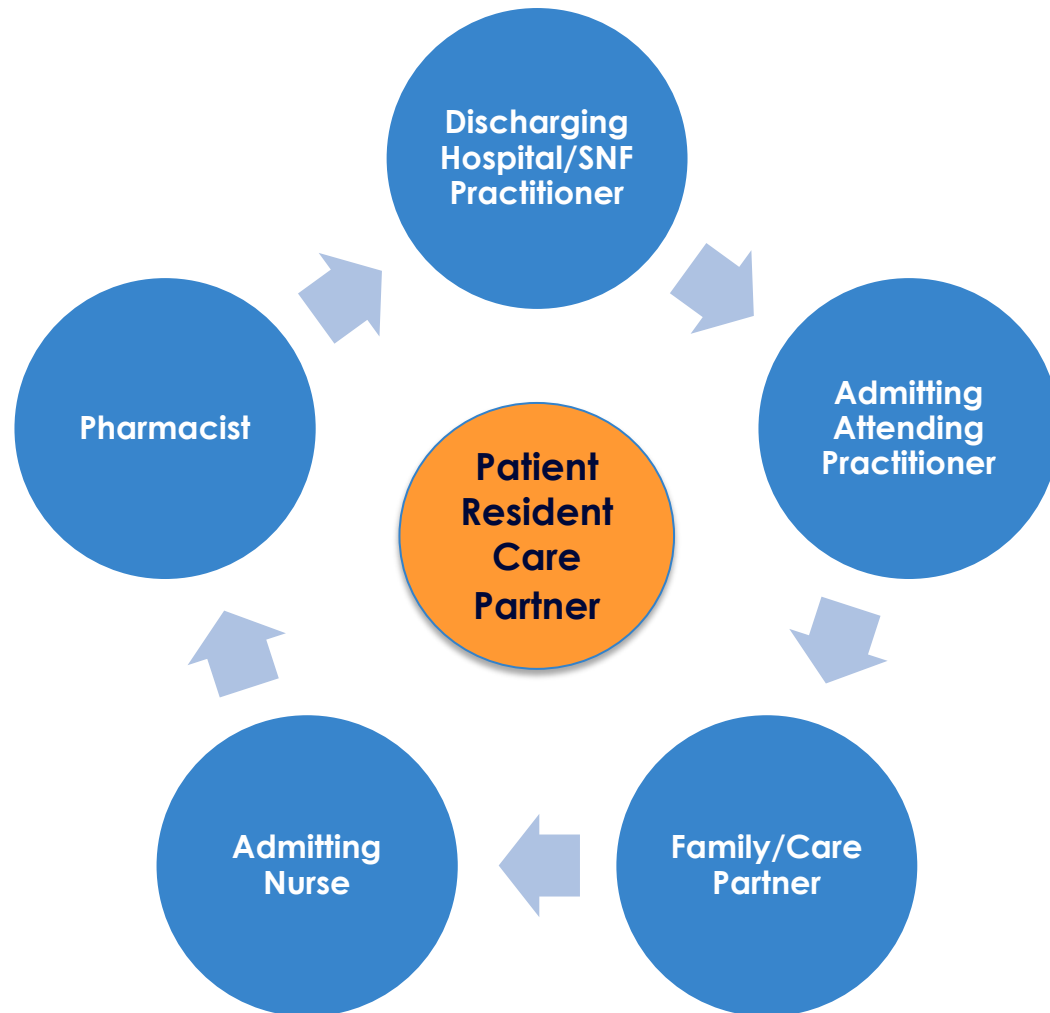 Discharging
Hospital/SNF
Practitioner
Admitting
Attending
Practitioner
Pharmacist
Patient
Resident
Care
Partner
Family/Care
Partner
Admitting
Nurse